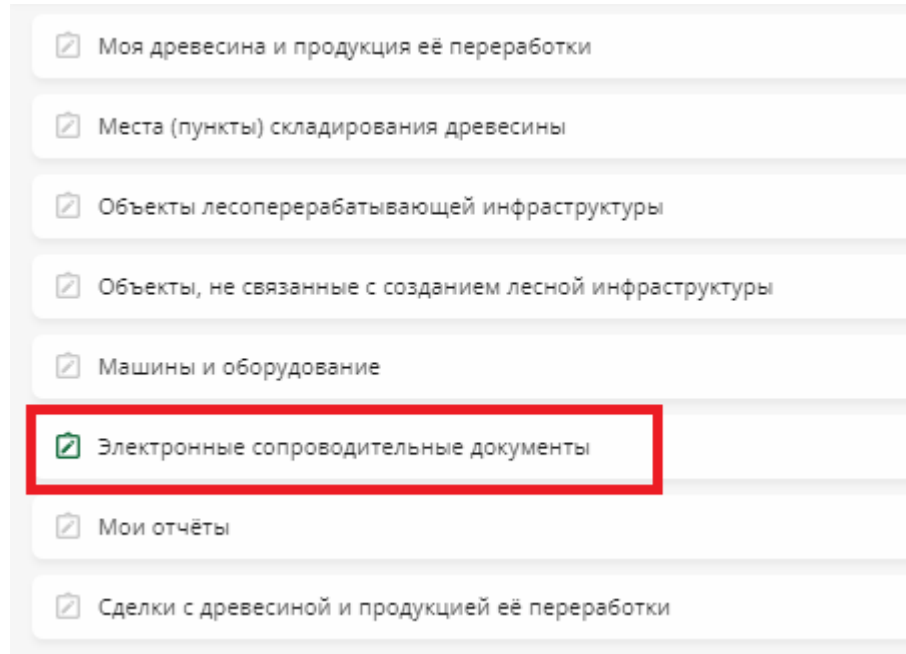 Моя древесина и продукция её переработки
Места (пункты) складирования древесины
Объекты лесоперерабатывающей инфраструктуры
Объекты, не связанные с созданием лесной инфраструктуры
Машины и оборудование
Электронные сопроводительные документы
Мои отчёты
Сделки с древесиной и продукцией её переработки